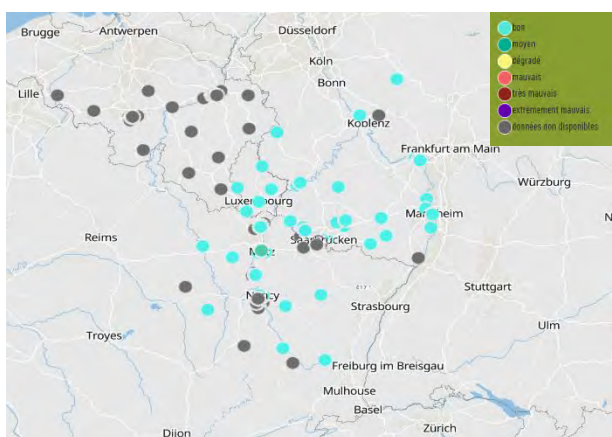 Brugge
Antwerpen
Düsseldorf
Lille
Köln
Bonn
Koblenz
Frankfurt am Main
Würzburg
Luxembourg
Mannheim
Reims
Metz
Saarbrücken
Nancy
Strasbourg
Stuttgart
Troyes
Ulm
Freiburg im Breisgau
Mulhouse
Basel
Zürich
Dijon
bon
moyen
dégradé
mauvais
très mauvais
extrêmement mauvais
données non disponibles